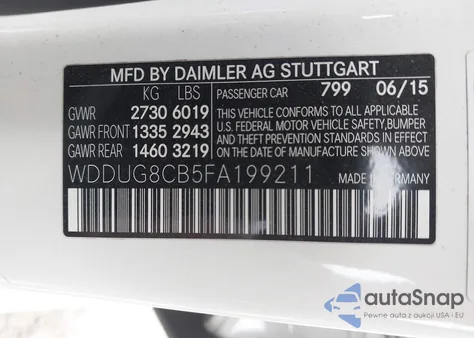 MFD BY DAIMLER AG STUTTGART
KG LBS PASSENGER CAR 799 06/15
GVWR 2730 6019
GAWR FRONT 1335 2943
GAWR REAR 1460 3219
THIS VEHICLE CONFORMS TO ALL APPLICABLE
U.S. FEDERAL MOTOR VEHICLE SAFETY,BUMPER
AND THEFT PREVENTION STANDARDS IN EFFECT
ON THE DATE OF MANUFACTURE SHOWN ABOVE.
WDDUG8CB5FA199211 MADE IN GERMANY
autoSnap
Pewne auta z aukcji USA i EU